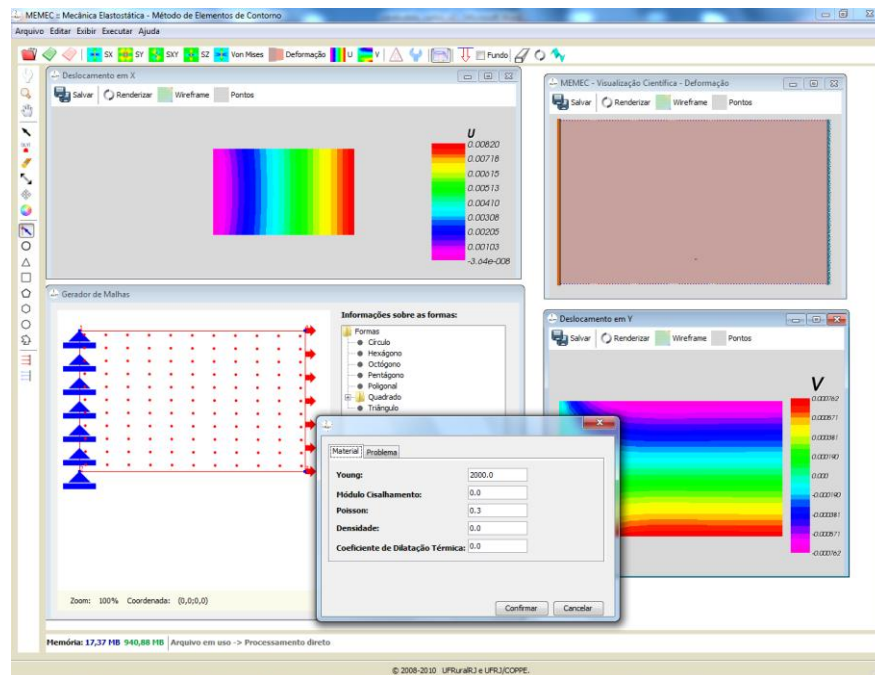 MEMEC :: Mecânica Elastostática - Método de Elementos de Contorno
Arquivo Editar Exibir Executar Ajuda
SX SY SXY SZ Von Mises Deformação U V Fundo
Deslocamento em X
Salvar Renderizar Wireframe Pontos
U
0.00820
0.00718
0.00615
0.00513
0.00410
0.00308
0.00205
0.00103
-3.64e-008
MEMEC - Visualização Científica - Deformação
Salvar Renderizar Wireframe Pontos
Gerador de Malhas
Informações sobre as formas:
Formas
Círculo
Hexágono
Octógono
Pentágono
Poligonal
Quadrado
Triângulo
Zoom: 100% Coordenada: (0,0;0,0)
Deslocamento em Y
Salvar Renderizar Wireframe Pontos
V
0.000762
0.000571
0.000381
0.000190
0.000
-0.000190
-0.000381
-0.000571
-0.000762
Material Problema
Young: 2000.0
Módulo Cisalhamento: 0.0
Poisson: 0.3
Densidade: 0.0
Coeficiente de Dilatação Térmica: 0.0
Confirmar Cancelar
Memória: 17,37 MB 940,88 MB Arquivo em uso -> Processamento direto
© 2008-2010 UFRuralRJ e UFRJ/COPPE.